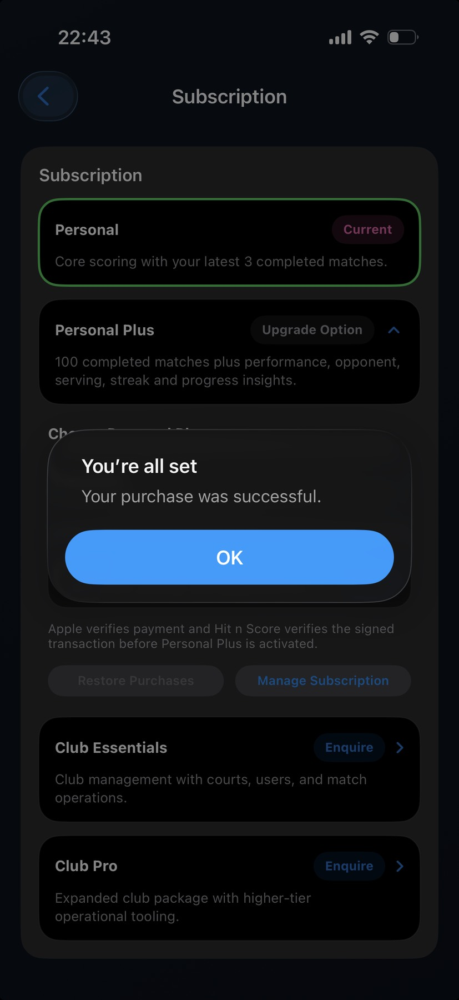 22:43
Subscription
Subscription
Personal
Current
Core scoring with your latest 3 completed matches.
Personal Plus
Upgrade Option
100 completed matches plus performance, opponent,
serving, streak and progress insights.
You're all set
Your purchase was successful.
OK
Apple verifies payment and Hit n Score verifies the signed
transaction before Personal Plus is activated.
Restore Purchases
Manage Subscription
Club Essentials
Enquire
Club management with courts, users, and match
operations.
Club Pro
Enquire
Expanded club package with higher-tier
operational tooling.